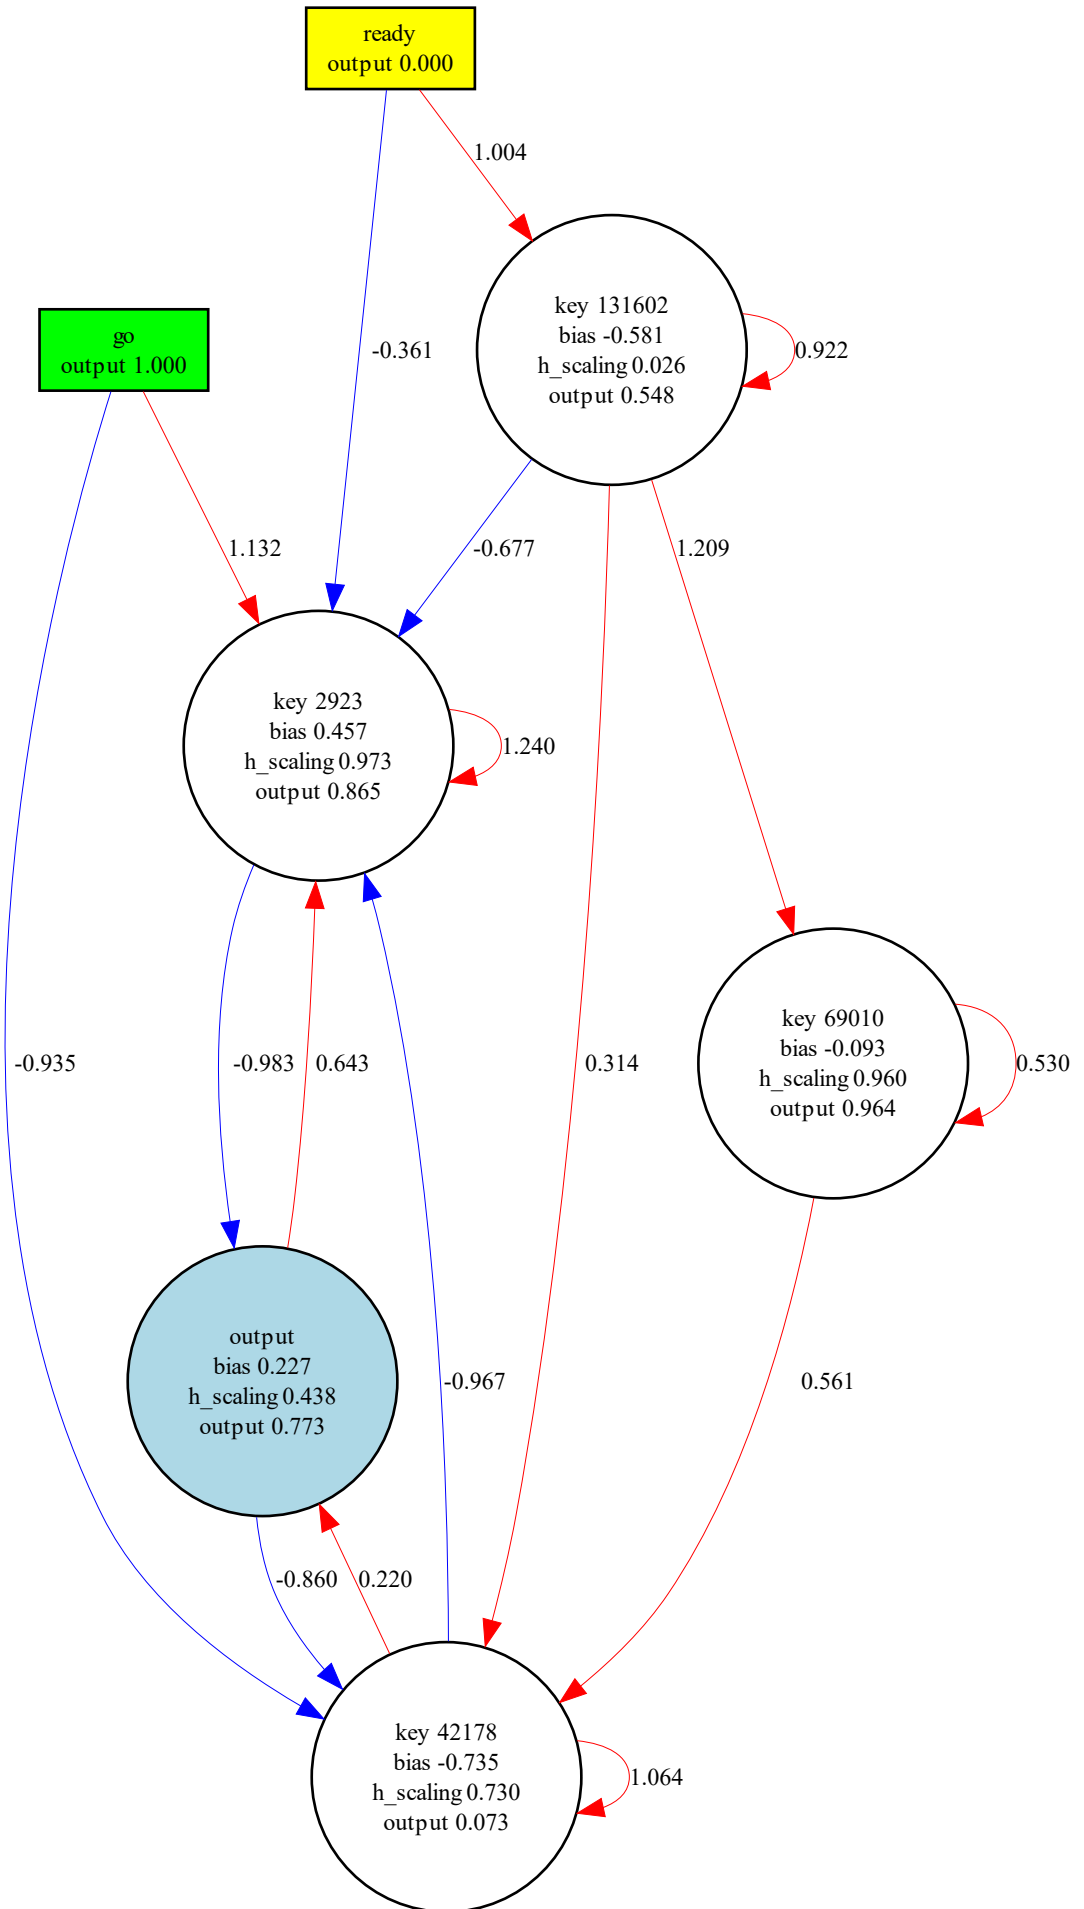 ready
output 0.000
1.004
key 131602
bias -0.581
h_scaling 0.026
output 0.548
0.922
go
output 1.000
-0.361
1.132
-0.677
1.209
key 2923
bias 0.457
h_scaling 0.973
output 0.865
1.240
key 69010
bias -0.093
h_scaling 0.960
output 0.964
0.530
-0.935
-0.983
0.643
0.314
output
bias 0.227
h_scaling 0.438
output 0.773
-0.967
0.561
-0.860
0.220
key 42178
bias -0.735
h_scaling 0.730
output 0.073
1.064